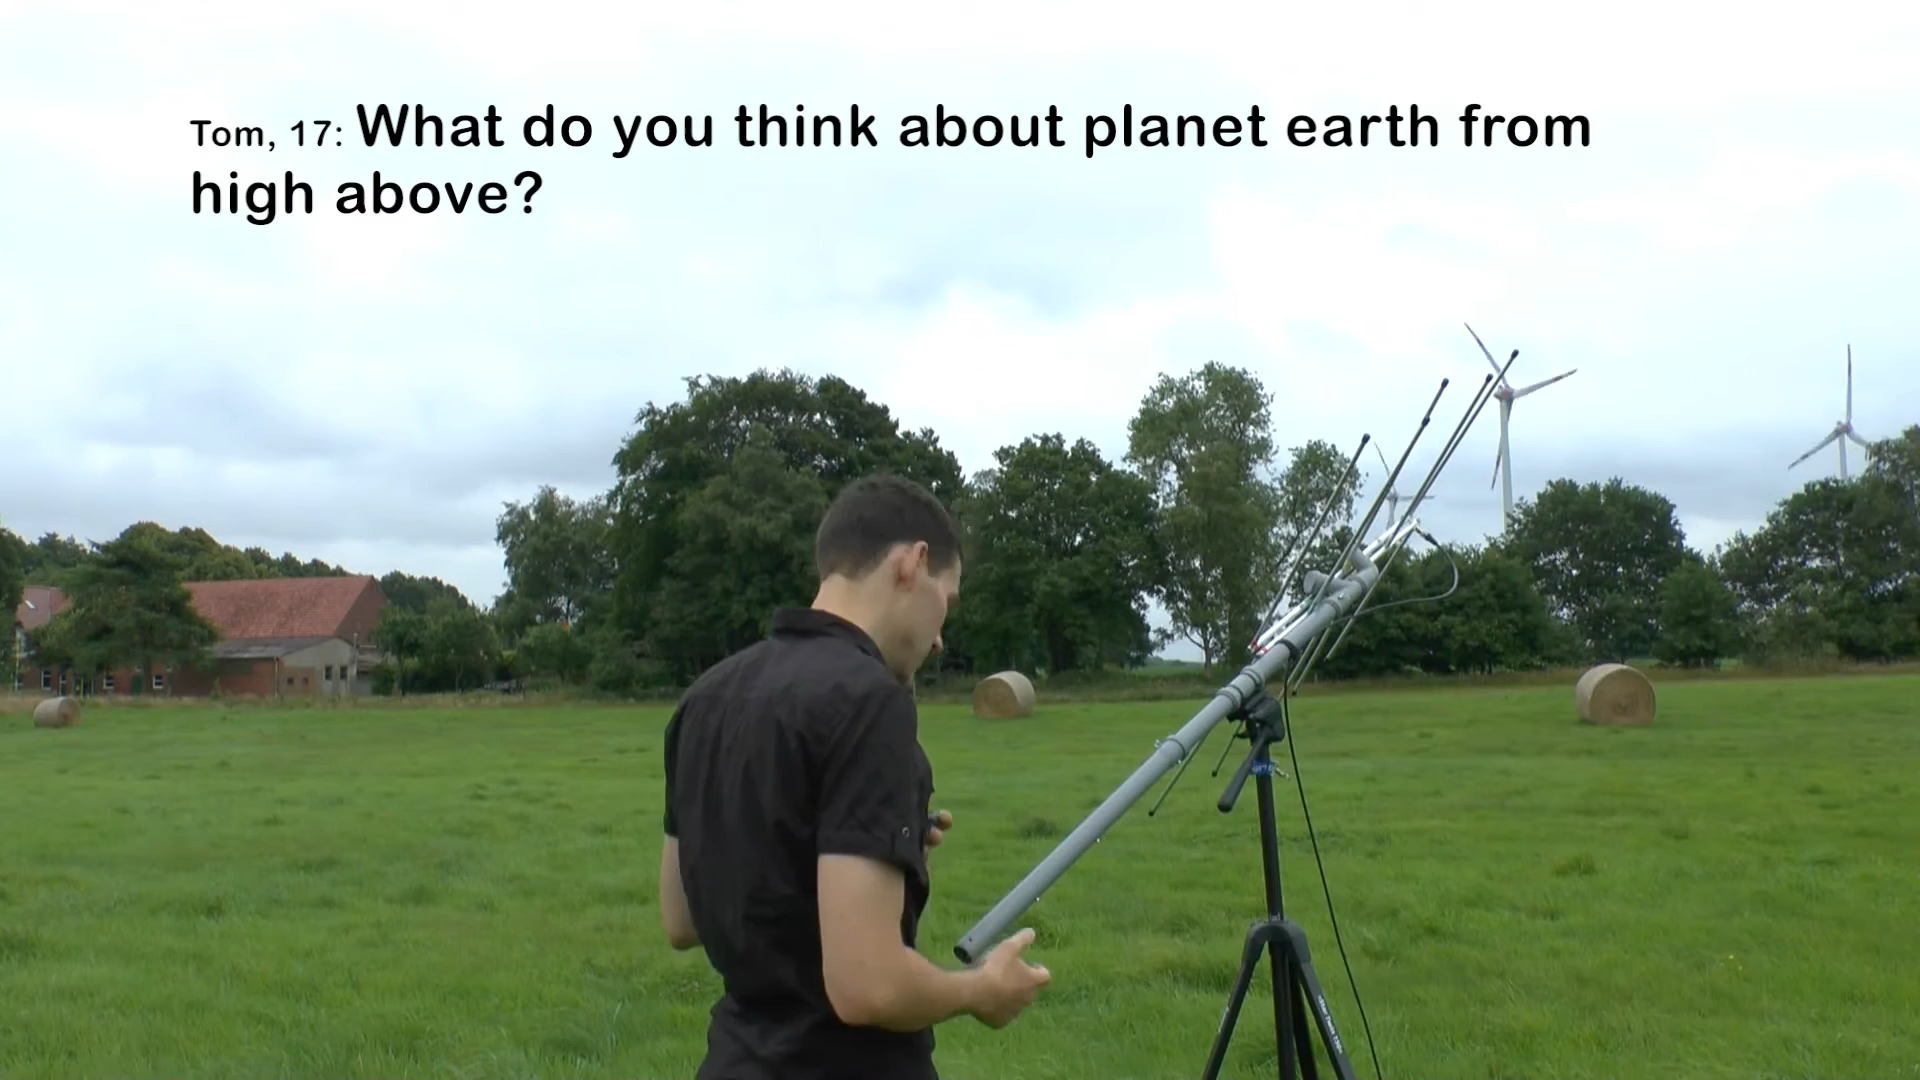 Tom, 17: What do you think about planet earth from
high above?